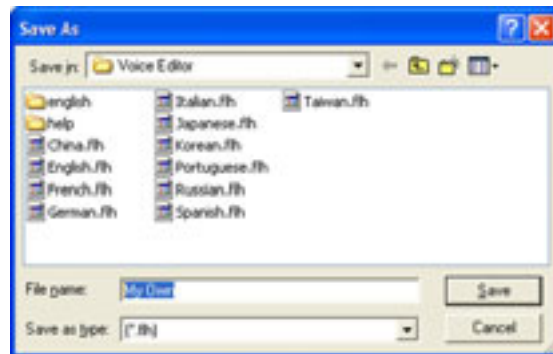 Save As
Save in: Voice Editor
english
help
China.flh
English.flh
French.flh
German.flh
Italian.flh
Japanese.flh
Korean.flh
Portuguese.flh
Russian.flh
Spanish.flh
Taiwan.flh
File name: My Own
Save
Save as type: (*.flh)
Cancel